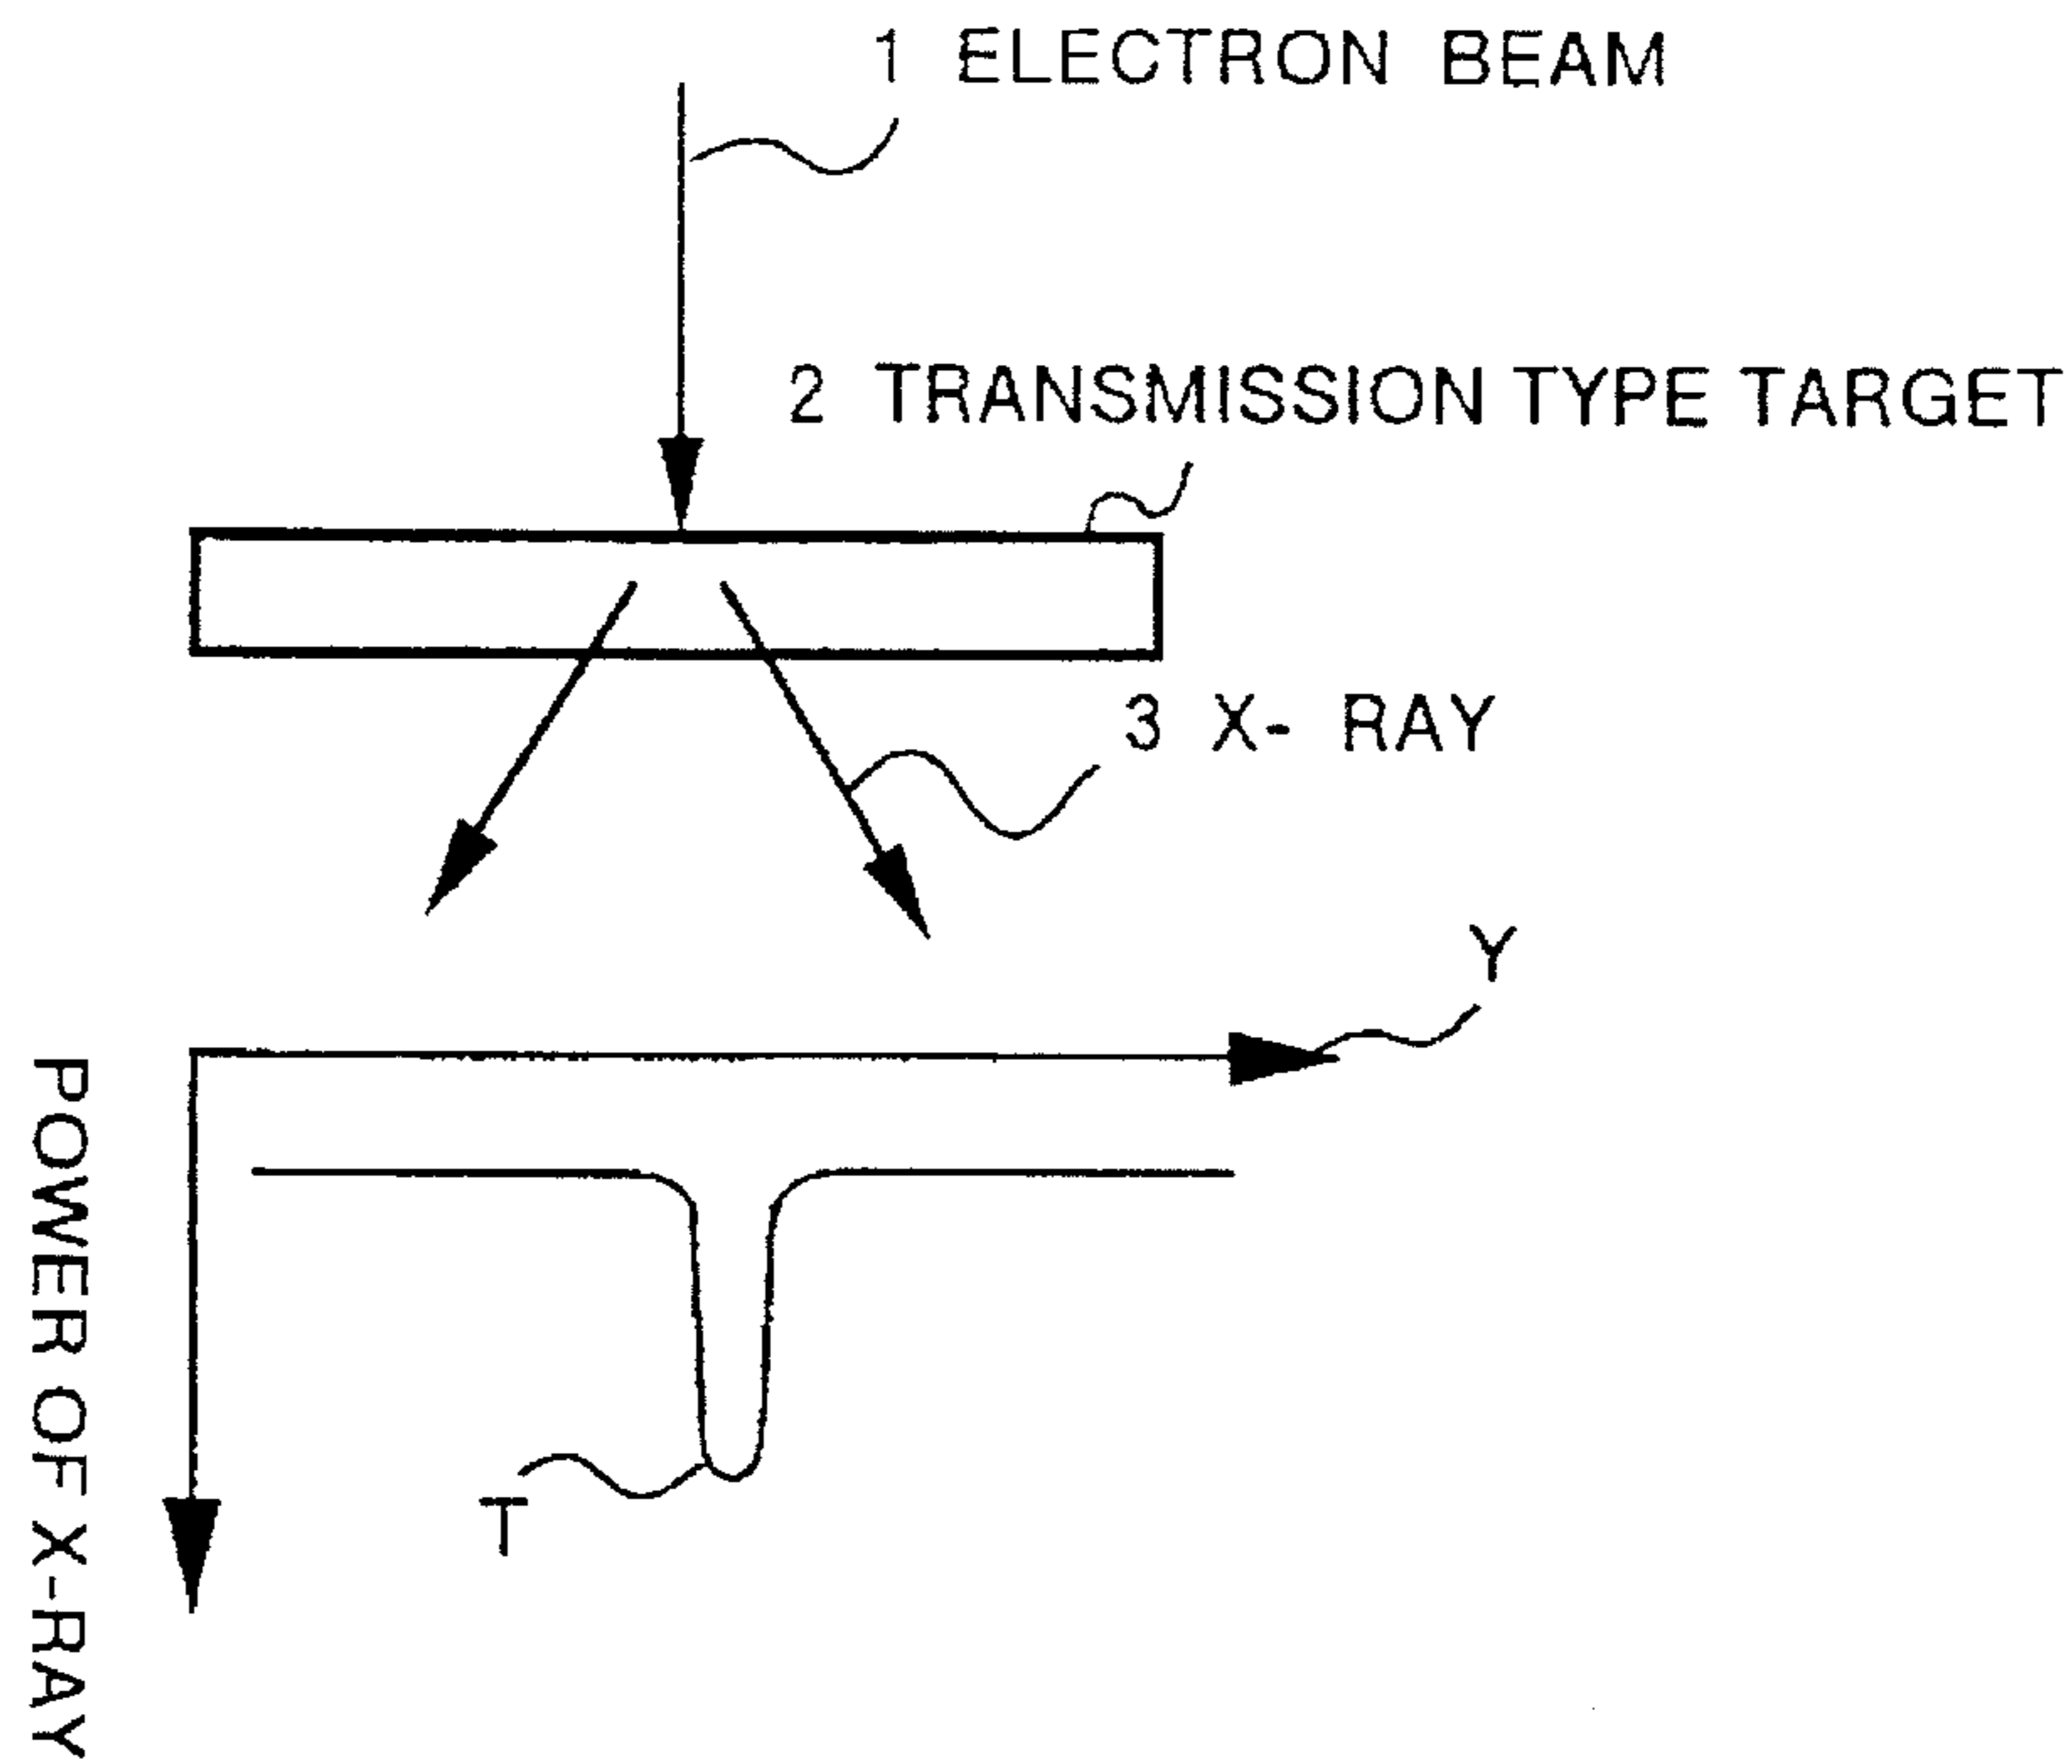 1 ELECTRON BEAM
2 TRANSMISSION TYPE TARGET
3 X- RAY
Y
POWER OF X-RAY
T